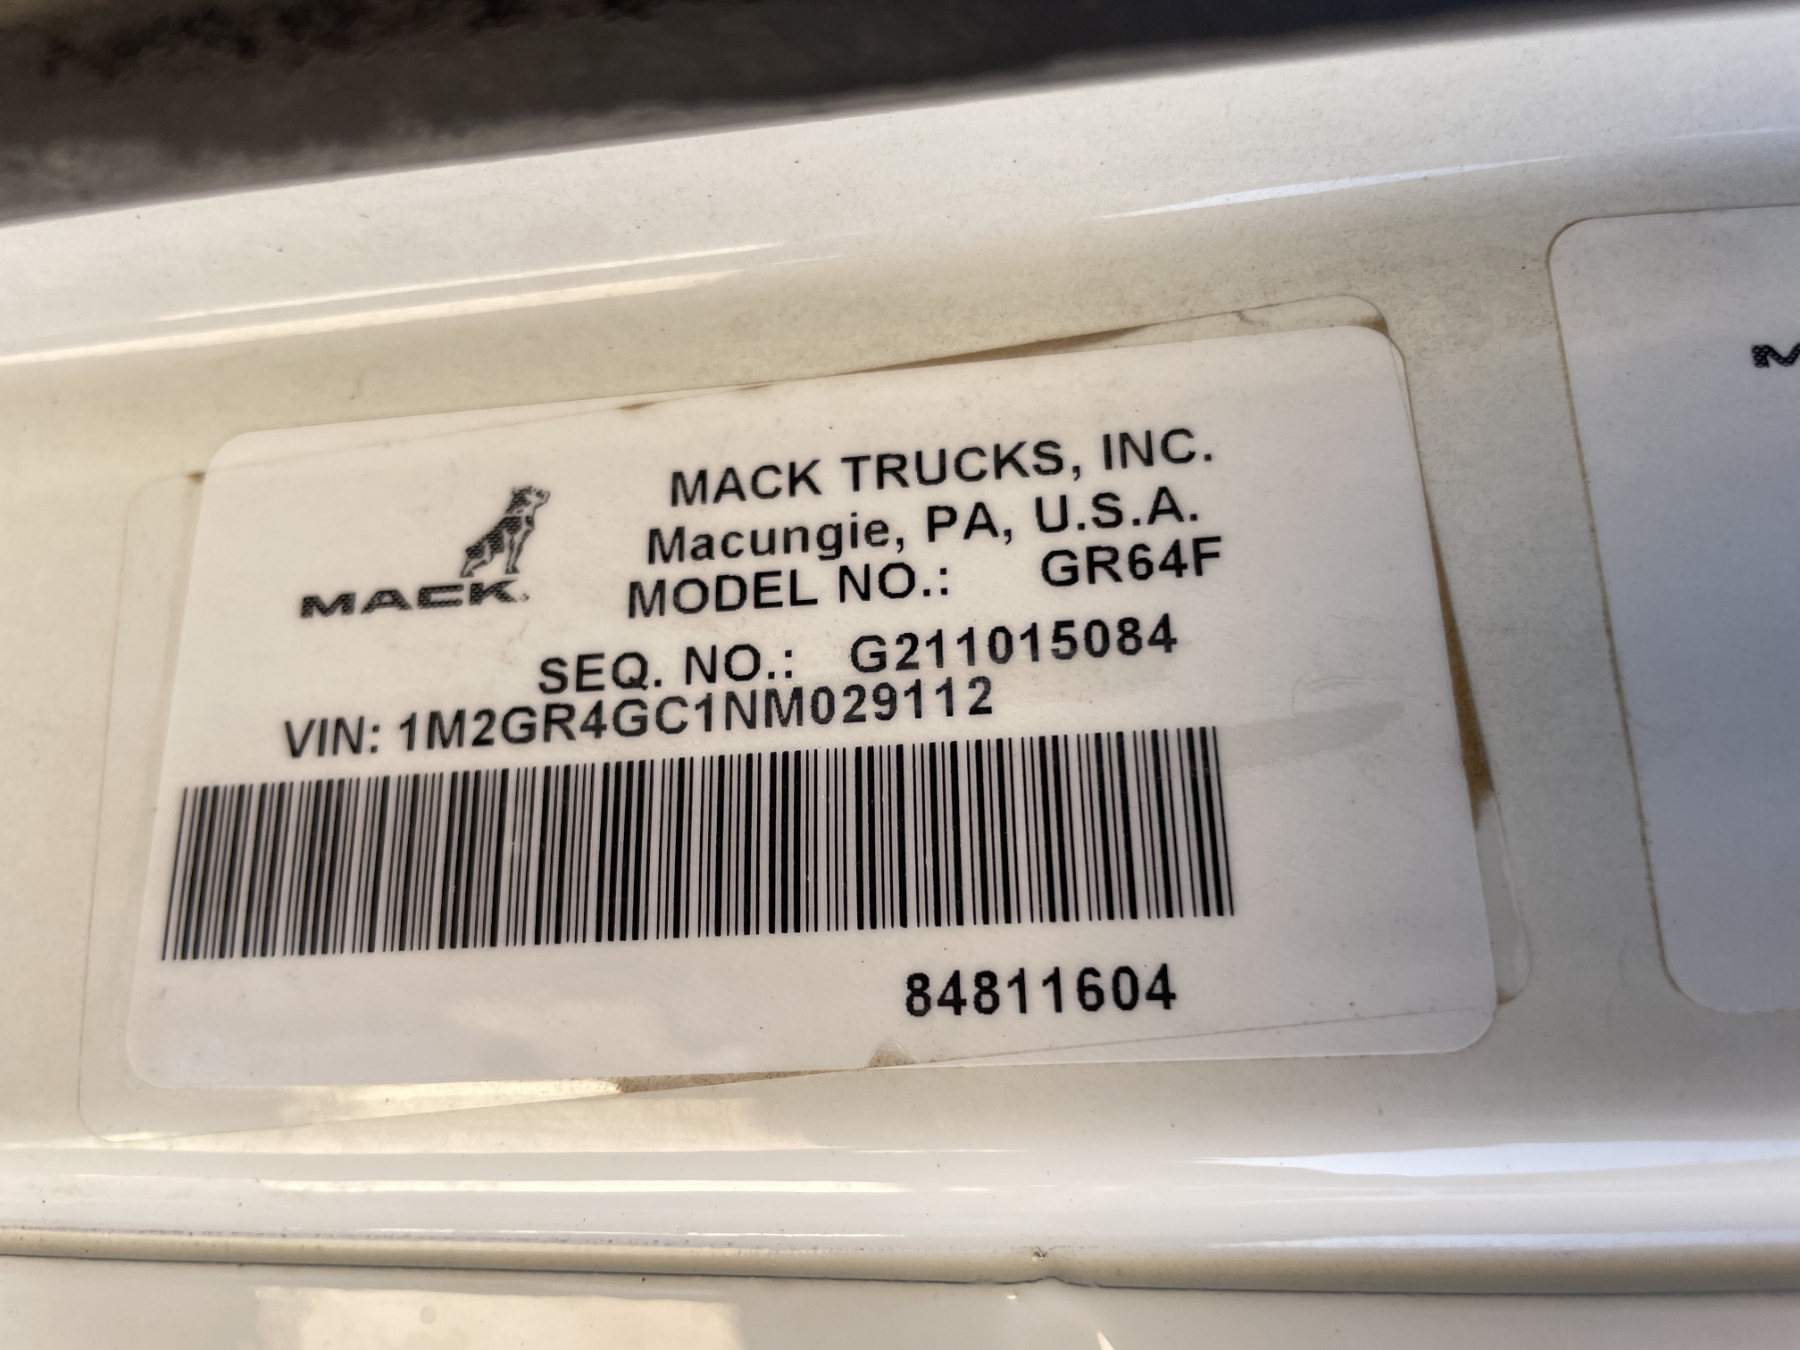 MACK TRUCKS, INC.
Macungie, PA, U.S.A.
MACK
MODEL NO.: GR64F
SEQ. NO.: G211015084
VIN: 1M2GR4GC1NM029112
84811604